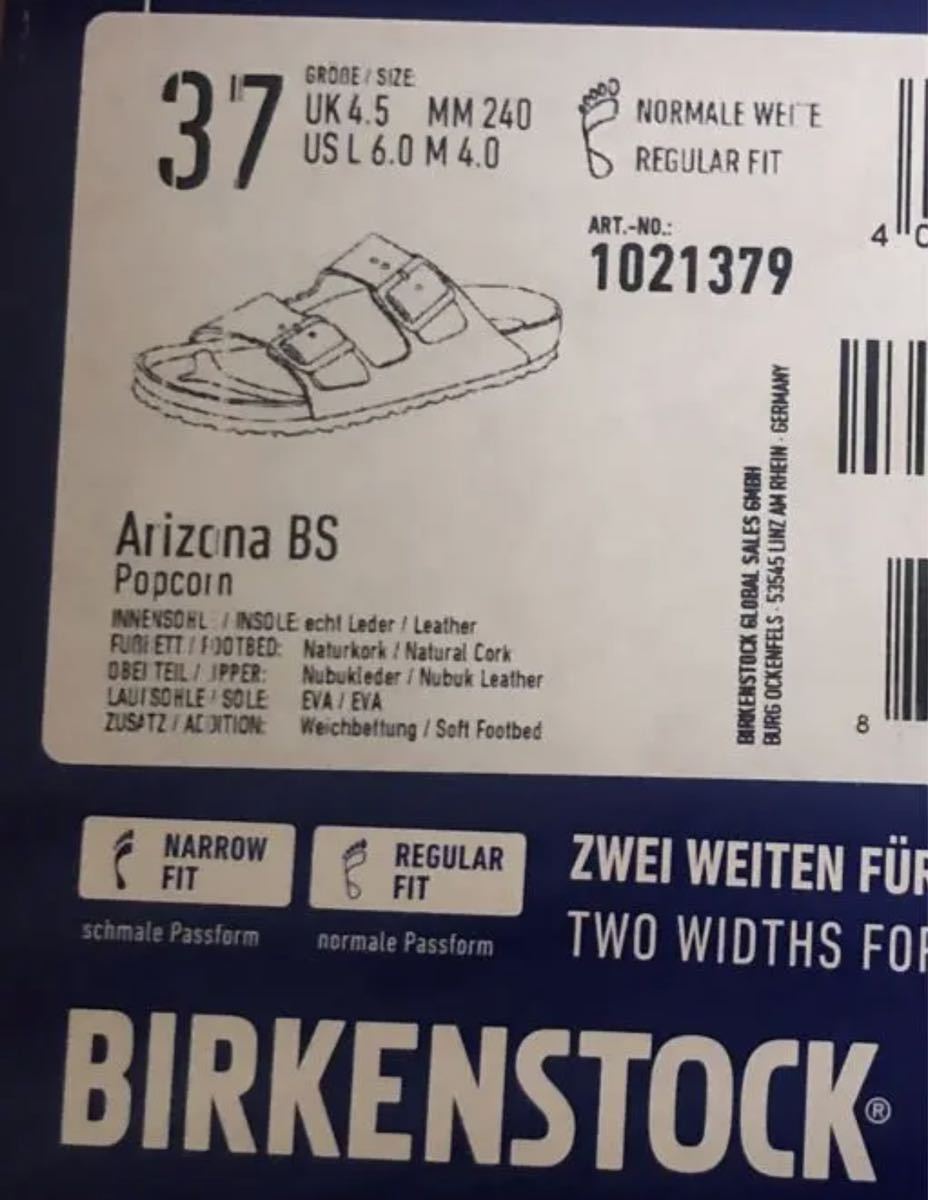 37
GRÖßE / SIZE:
UK 4.5 MM 240
US L 6.0 M 4.0
NORMALE WEITE
REGULAR FIT
ART.-NO.:
1021379
4 0
Arizona BS
Popcorn
INNENSOHL / INSOLE: echt Leder / Leather
FUßBETT / FOOTBED: Naturkork / Natural Cork
OBERTEIL / UPPER: Nubukleder / Nubuk Leather
LAUFSOHLE / SOLE: EVA / EVA
ZUSATZ / ADDITION: Weichbettung / Soft Footbed
BIRKENSTOCK GLOBAL SALES GMBH
BURG OCKENFELS · 53545 LINZ AM RHEIN · GERMANY
8
NARROW
FIT
schmale Passform
REGULAR
FIT
normale Passform
ZWEI WEITEN FÜR
TWO WIDTHS FOR
BIRKENSTOCK®